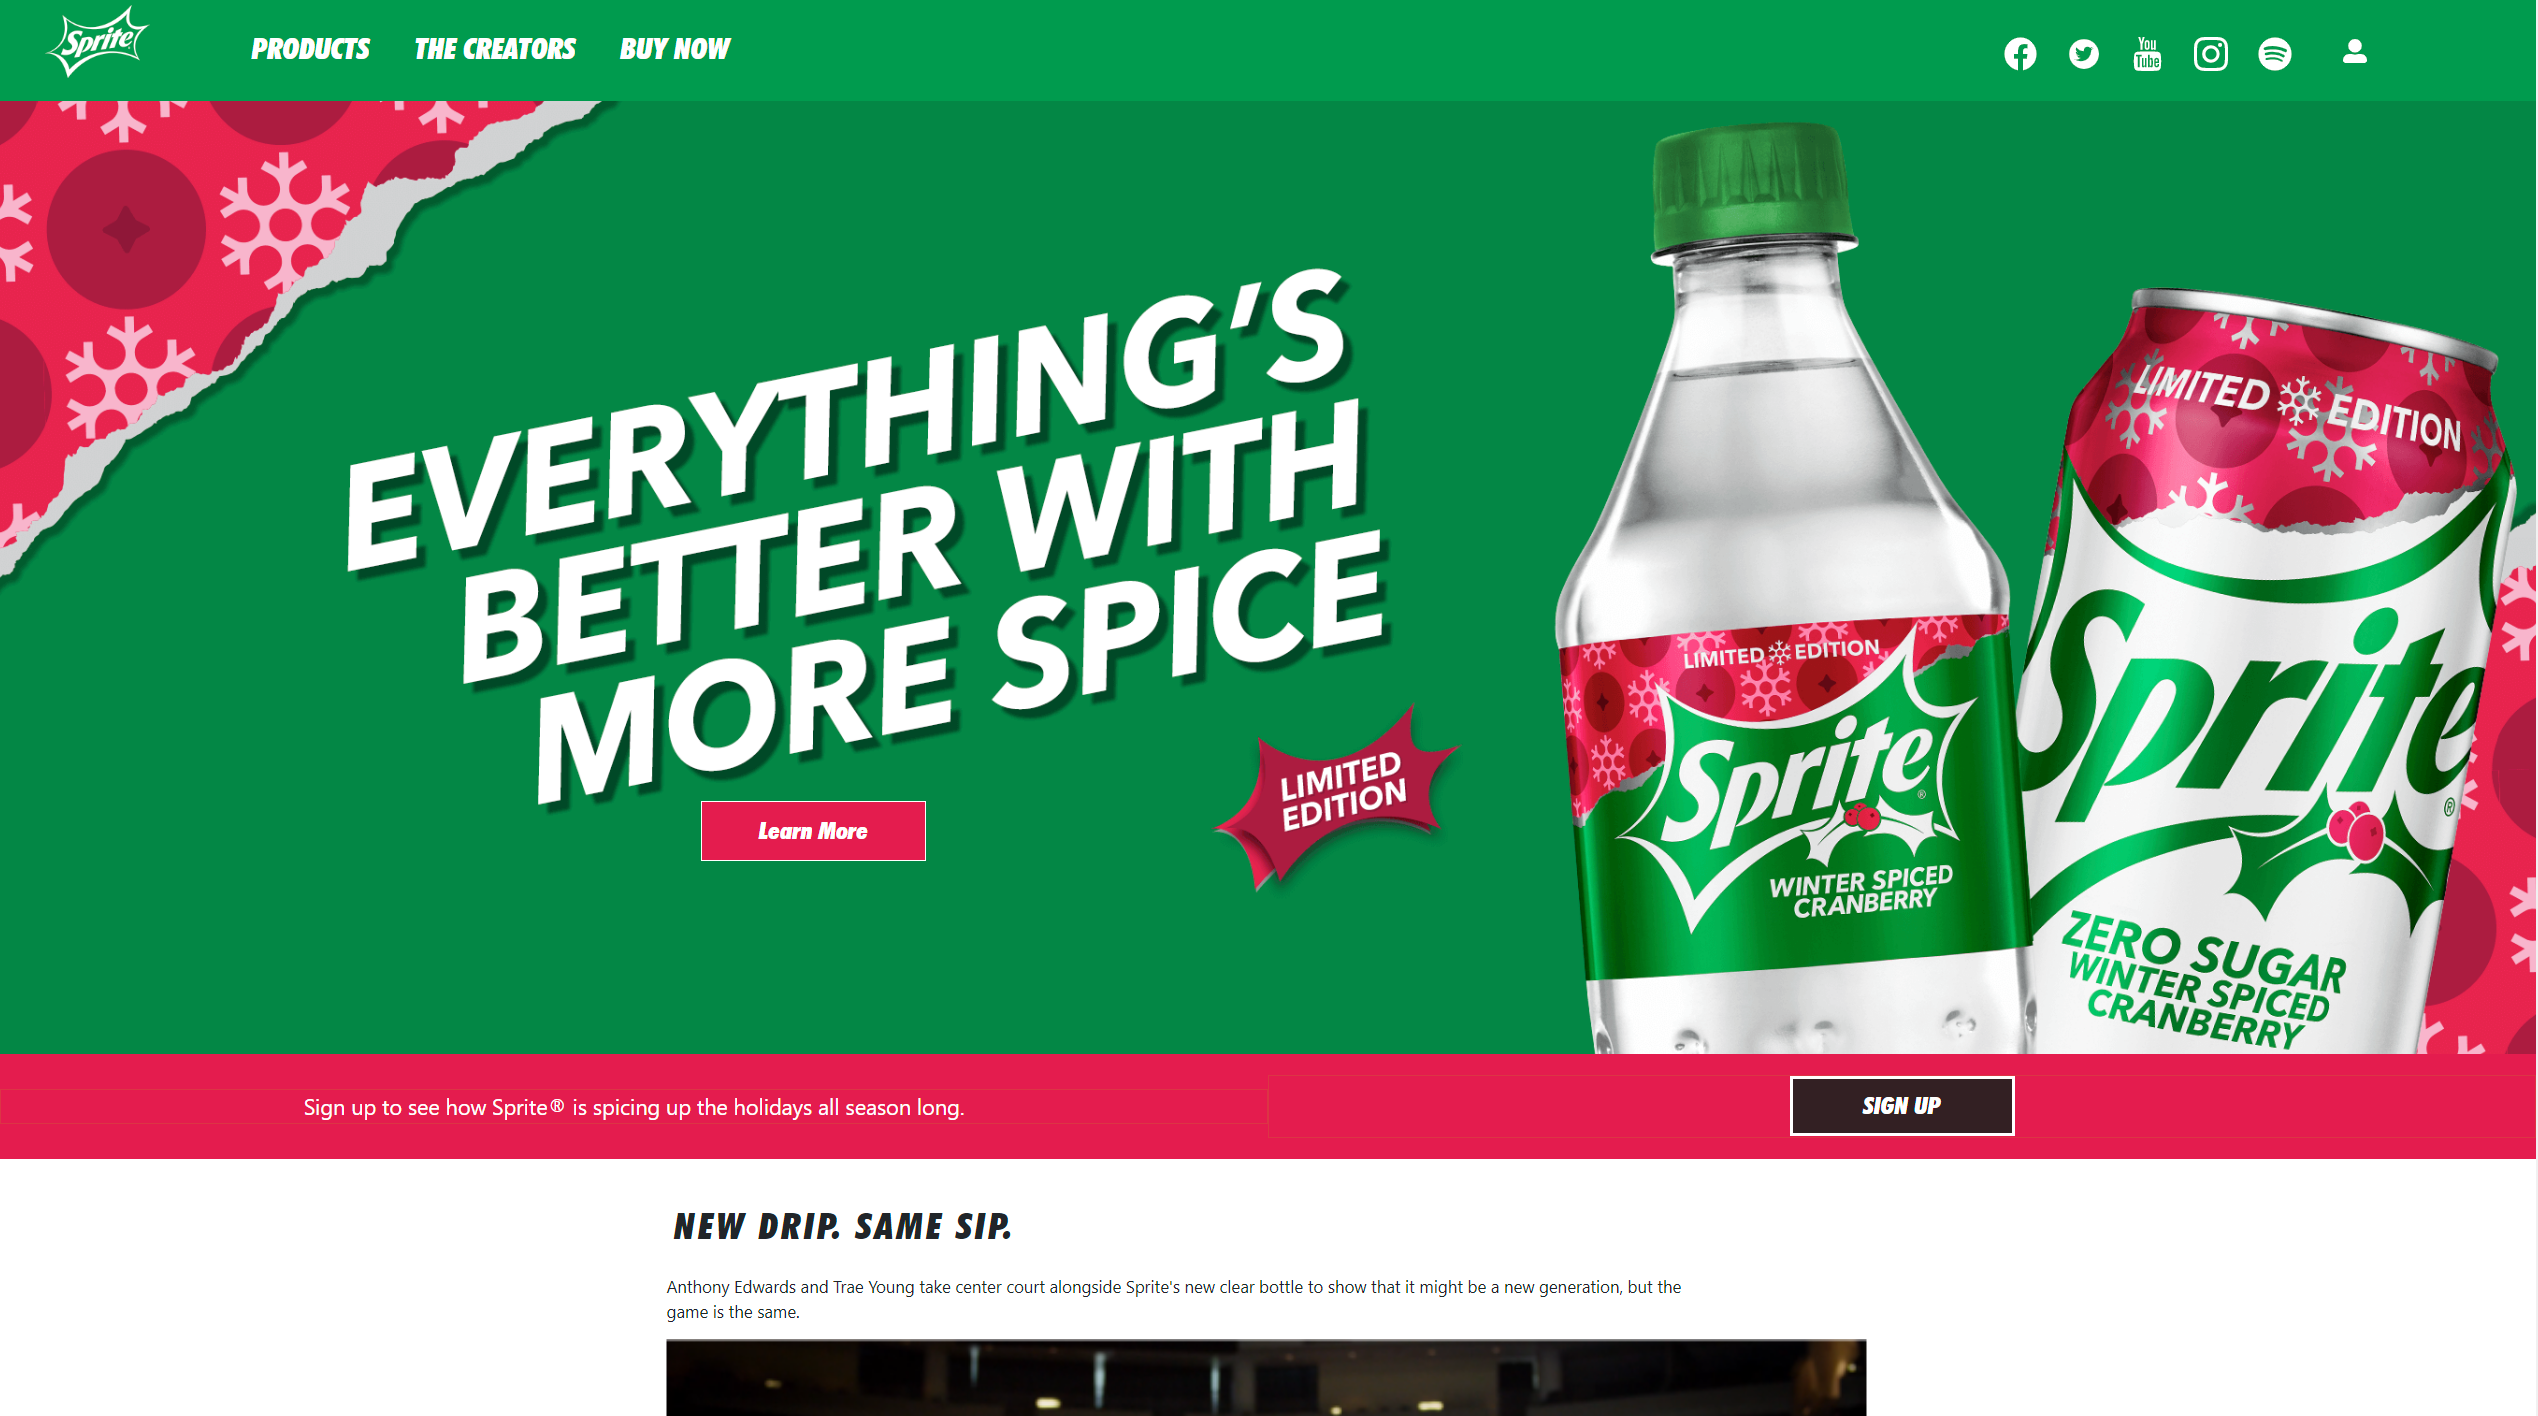 Sprite
PRODUCTS
THE CREATORS
BUY NOW
You
Tube
EVERYTHING'S
BETTER WITH
MORE SPICE
Learn More
LIMITED
EDITION
LIMITED EDITION
Sprite®
WINTER SPICED
CRANBERRY
LIMITED EDITION
Sprite®
ZERO SUGAR
WINTER SPICED
CRANBERRY
Sign up to see how Sprite® is spicing up the holidays all season long.
SIGN UP
NEW DRIP. SAME SIP.
Anthony Edwards and Trae Young take center court alongside Sprite's new clear bottle to show that it might be a new generation, but the
game is the same.